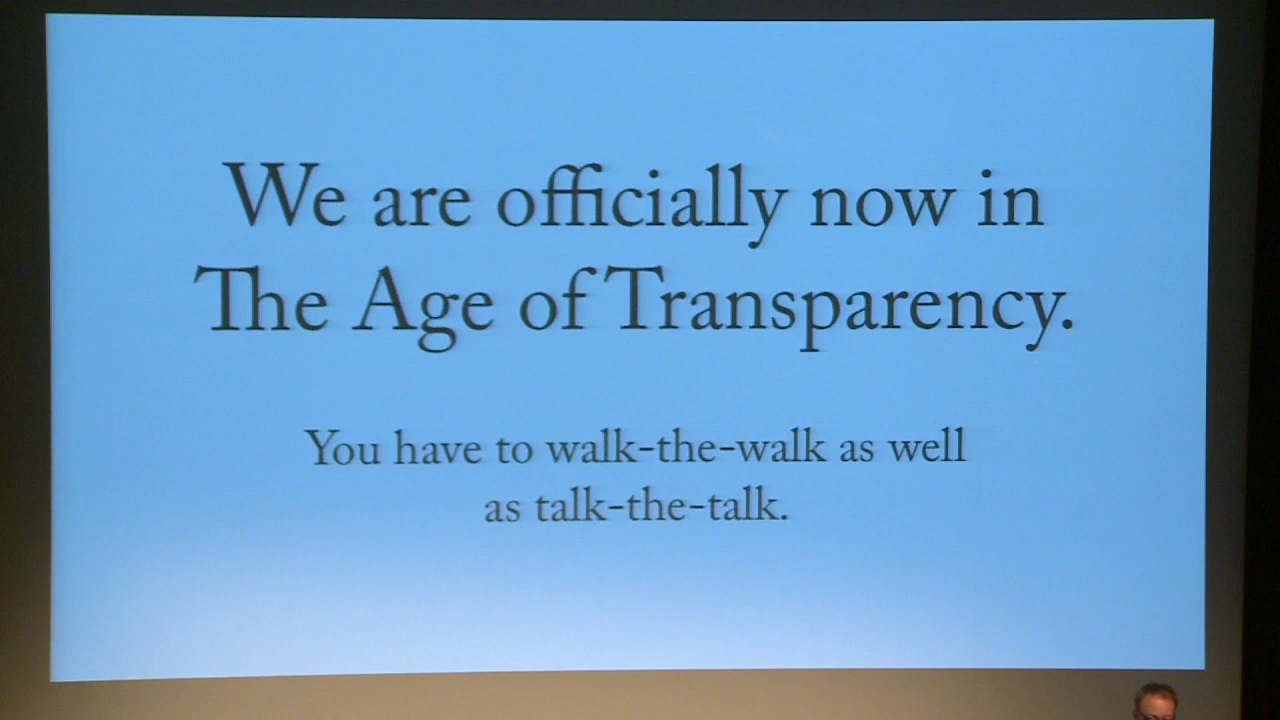 We are officially now in
The Age of Transparency.
You have to walk-the-walk as well
as talk-the-talk.